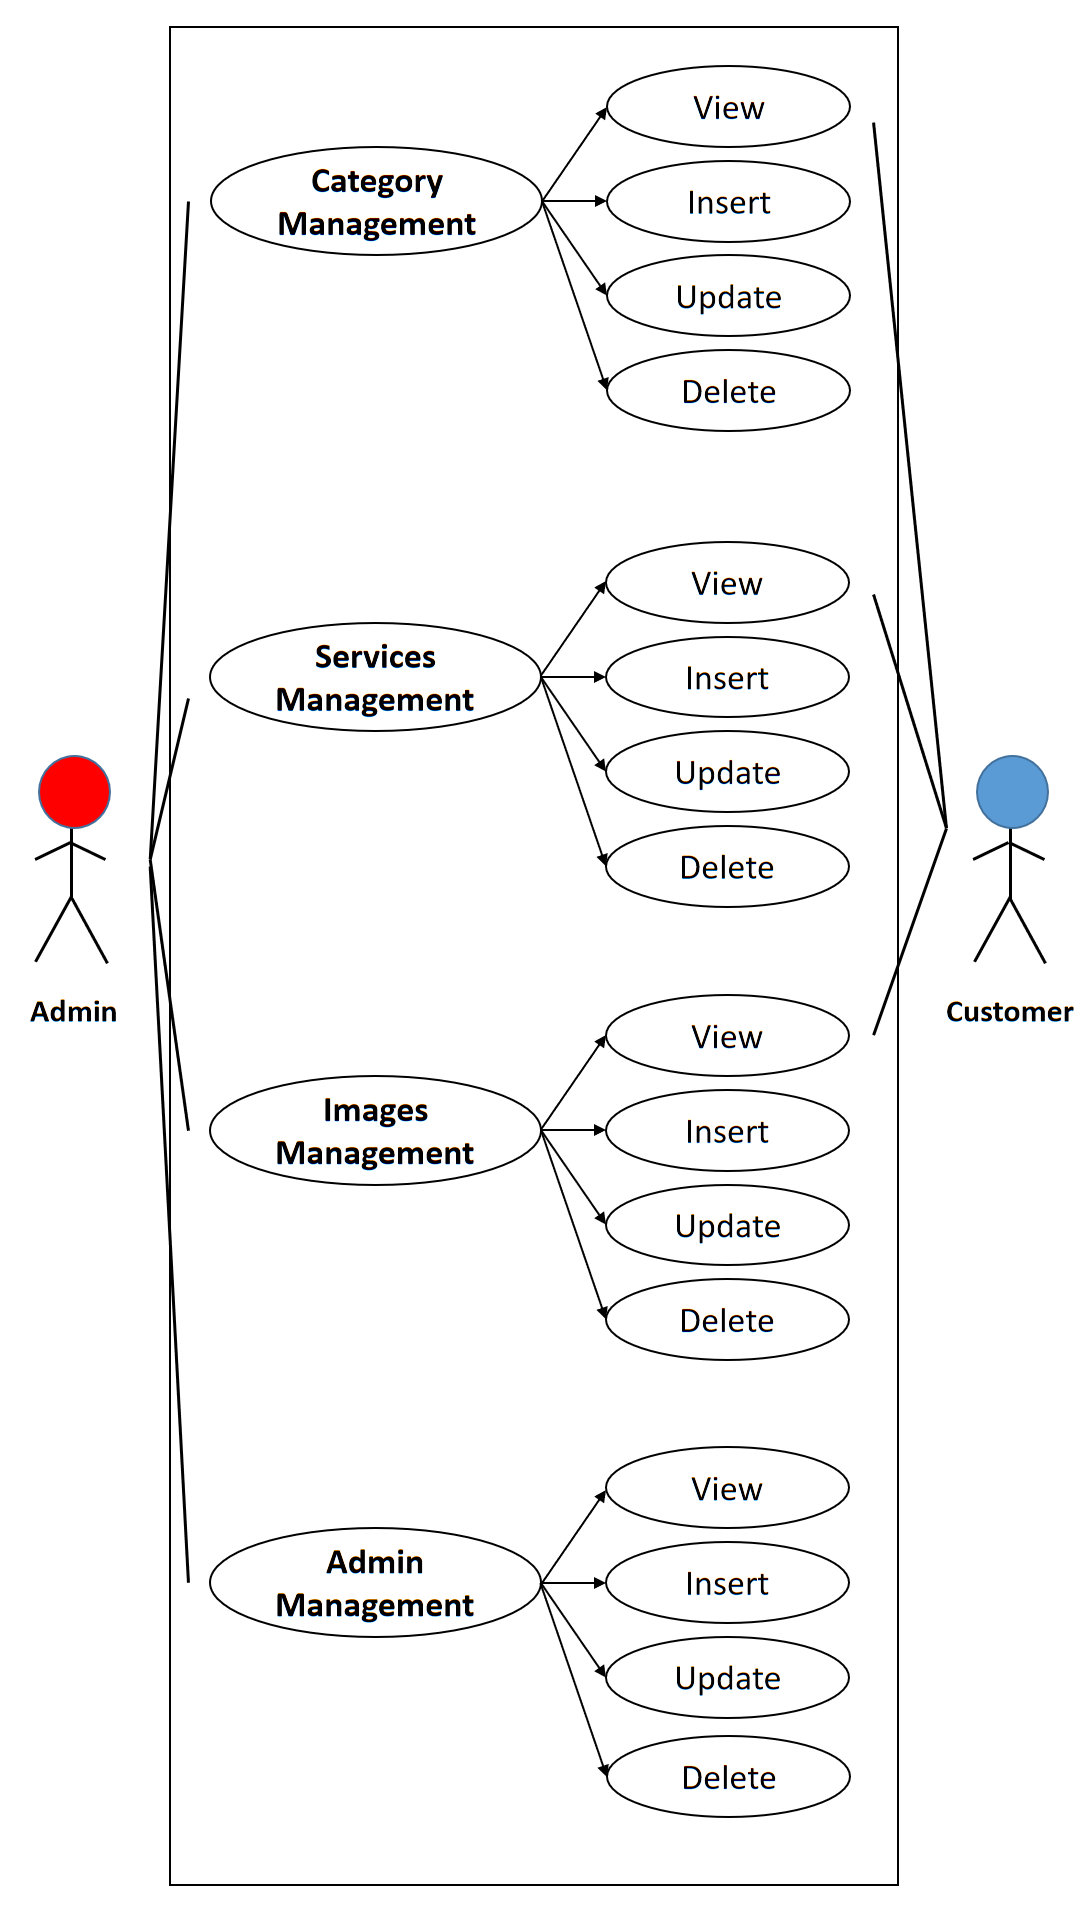 View
Category
Management
Insert
Update
Delete
View
Services
Management
Insert
Update
Delete
Admin
Customer
View
Images
Management
Insert
Update
Delete
View
Admin
Management
Insert
Update
Delete